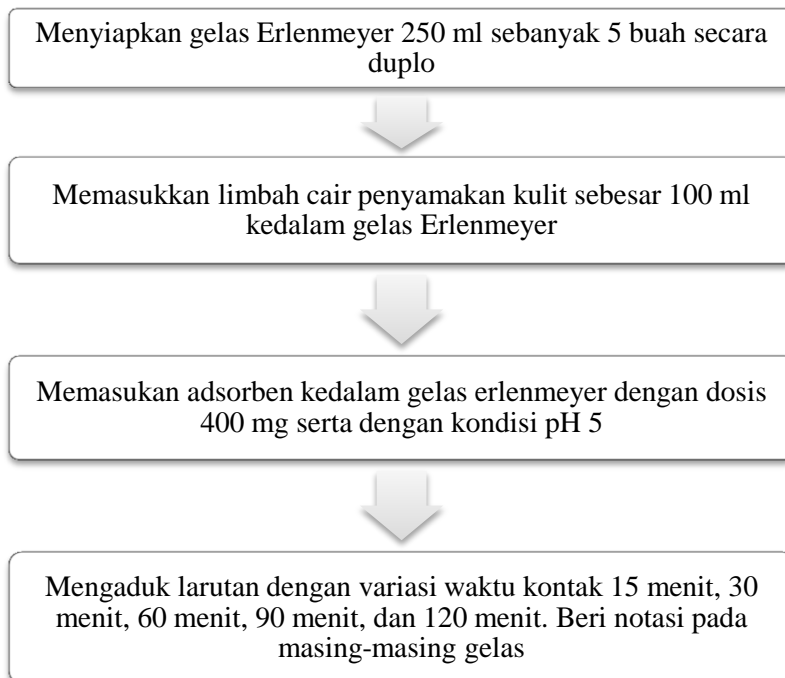 Menyiapkan gelas Erlenmeyer 250 ml sebanyak 5 buah secara
duplo
Memasukkan limbah cair penyamakan kulit sebesar 100 ml
kedalam gelas Erlenmeyer
Memasukan adsorben kedalam gelas erlenmeyer dengan dosis
400 mg serta dengan kondisi pH 5
Mengaduk larutan dengan variasi waktu kontak 15 menit, 30
menit, 60 menit, 90 menit, dan 120 menit. Beri notasi pada
masing-masing gelas